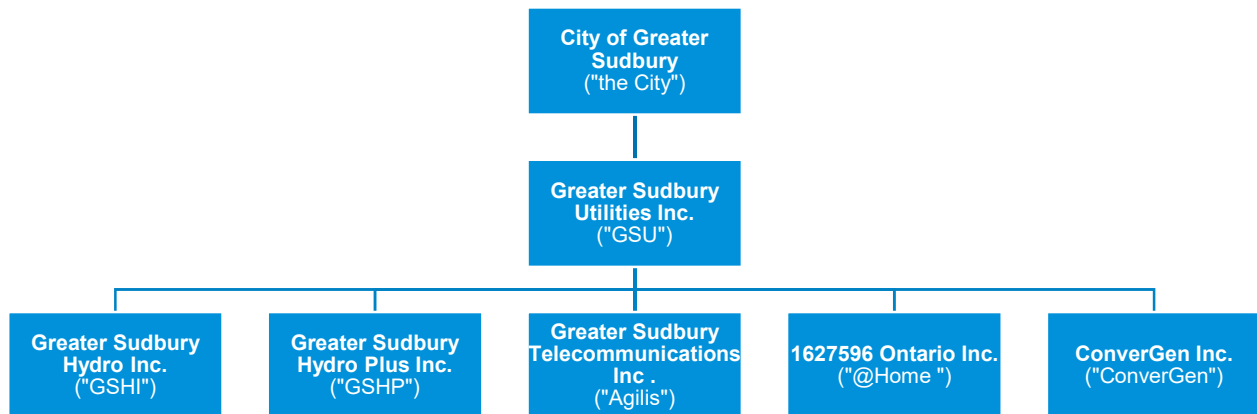 City of Greater
Sudbury
("the City")
Greater Sudbury
Utilities Inc.
("GSU")
Greater Sudbury
Hydro Inc.
("GSHI")
Greater Sudbury
Hydro Plus Inc.
("GSHP")
Greater Sudbury
Telecommunications
Inc .
("Agilis")
1627596 Ontario Inc.
("@Home ")
ConverGen Inc.
("ConverGen")